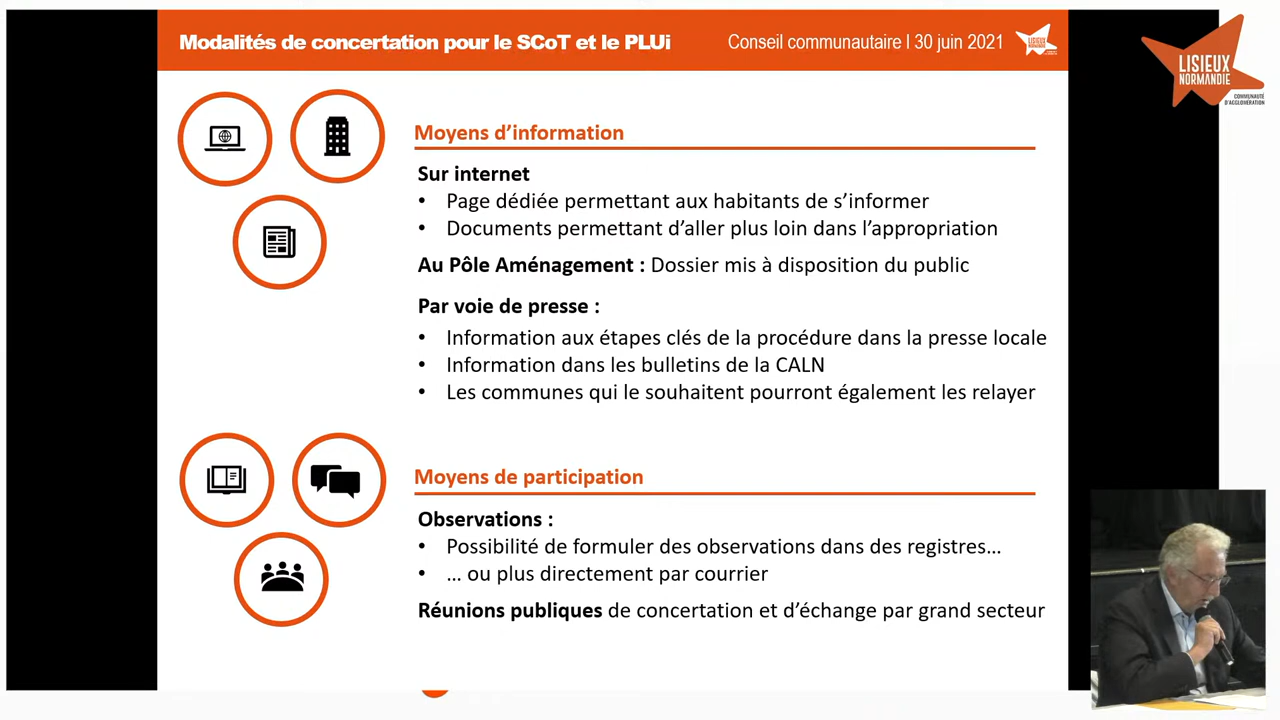 Modalités de concertation pour le SCoT et le PLUi
Conseil communautaire l 30 juin 2021
LISIEUX
NORMANDIE
LISIEUX
NORMANDIE
COMMUNAUTÉ
D'AGGLOMÉRATION
Moyens d’information
Sur internet
• Page dédiée permettant aux habitants de s’informer
• Documents permettant d’aller plus loin dans l’appropriation
Au Pôle Aménagement : Dossier mis à disposition du public
Par voie de presse :
• Information aux étapes clés de la procédure dans la presse locale
• Information dans les bulletins de la CALN
• Les communes qui le souhaitent pourront également les relayer
Moyens de participation
Observations :
• Possibilité de formuler des observations dans des registres…
• … ou plus directement par courrier
Réunions publiques de concertation et d’échange par grand secteur